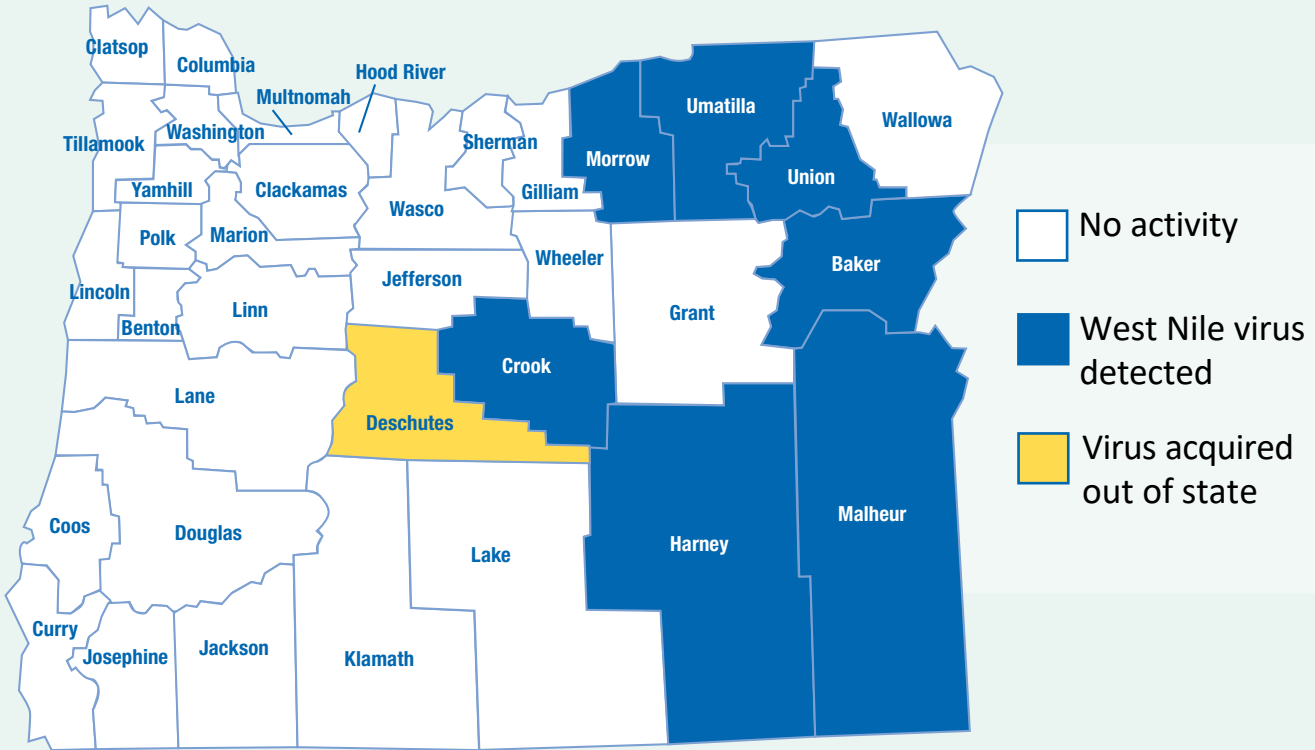 Clatsop
Columbia
Hood River
Multnomah
Tillamook
Washington
Sherman
Umatilla
Wallowa
Morrow
Union
Yamhill
Clackamas
Gilliam
Wasco
Polk
Marion
Wheeler
Baker
Jefferson
Lincoln
Linn
Grant
Benton
Crook
Lane
Deschutes
Coos
Douglas
Lake
Harney
Malheur
Curry
Josephine
Jackson
Klamath
No activity
West Nile virus
detected
Virus acquired
out of state